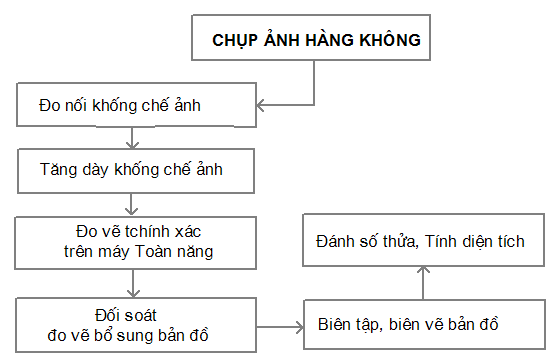 CHỤP ẢNH HÀNG KHÔNG
Đo nối khống chế ảnh
Tăng dày khống chế ảnh
Đo vẽ tchính xác
trên máy Toàn năng
Đối soát
đo vẽ bổ sung bản đồ
Biên tập, biên vẽ bản đồ
Đánh số thửa, Tính diện tích